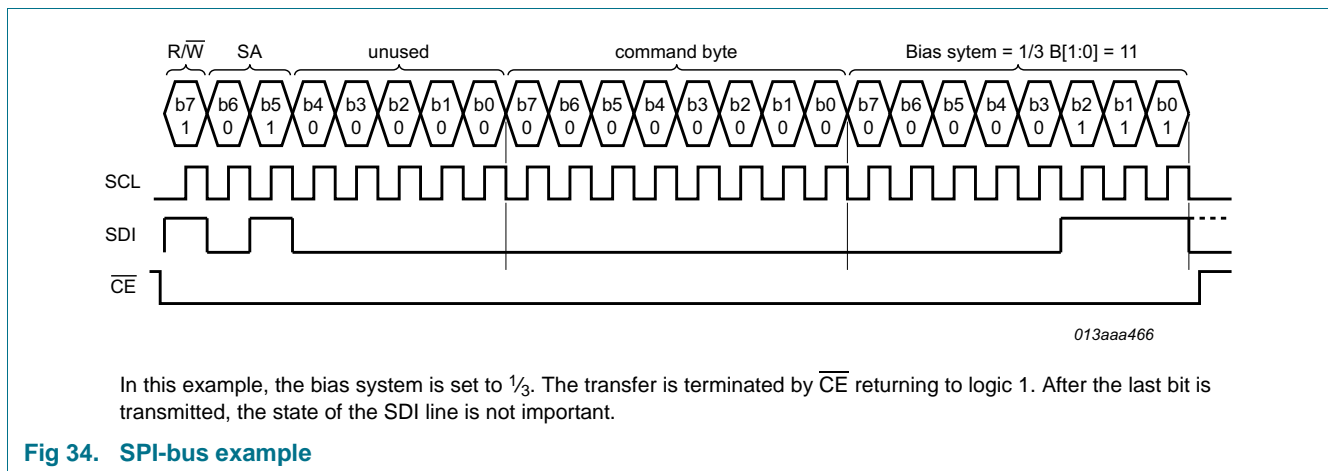 R/W SA unused command byte Bias sytem = 1/3 B[1:0] = 11
b7 b6 b5 b4 b3 b2 b1 b0 b7 b6 b5 b4 b3 b2 b1 b0 b7 b6 b5 b4 b3 b2 b1 b0
1 0 1 0 0 0 0 0 0 0 0 0 0 0 0 0 0 0 0 0 0 1 1 1
SCL
SDI
CE
013aaa466
In this example, the bias system is set to 1/3. The transfer is terminated by CE returning to logic 1. After the last bit is
transmitted, the state of the SDI line is not important.
Fig 34. SPI-bus example